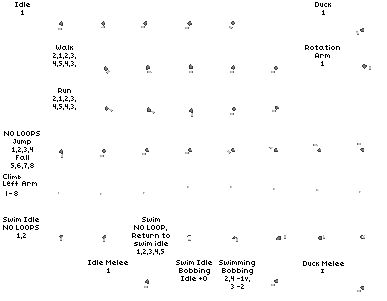 Idle
1
Duck
1
Walk
2,1,2,3,
4,5,4,3,
Rotation
Arm
1
Run
2,1,2,3,
4,5,4,3,
NO LOOPS
Jump
1,2,3,4
Fall
5,6,7,8
Climb
Left Arm
1-8
Swim Idle
NO LOOPS
1,2
Swim
NO LOOP,
Return to
swim idle
1,2,3,4,5
Idle Melee
1
Swim Idle
Bobbing
Idle +0
Swimming
Bobbing
2,4 -1v,
3 -2
Duck Melee
1